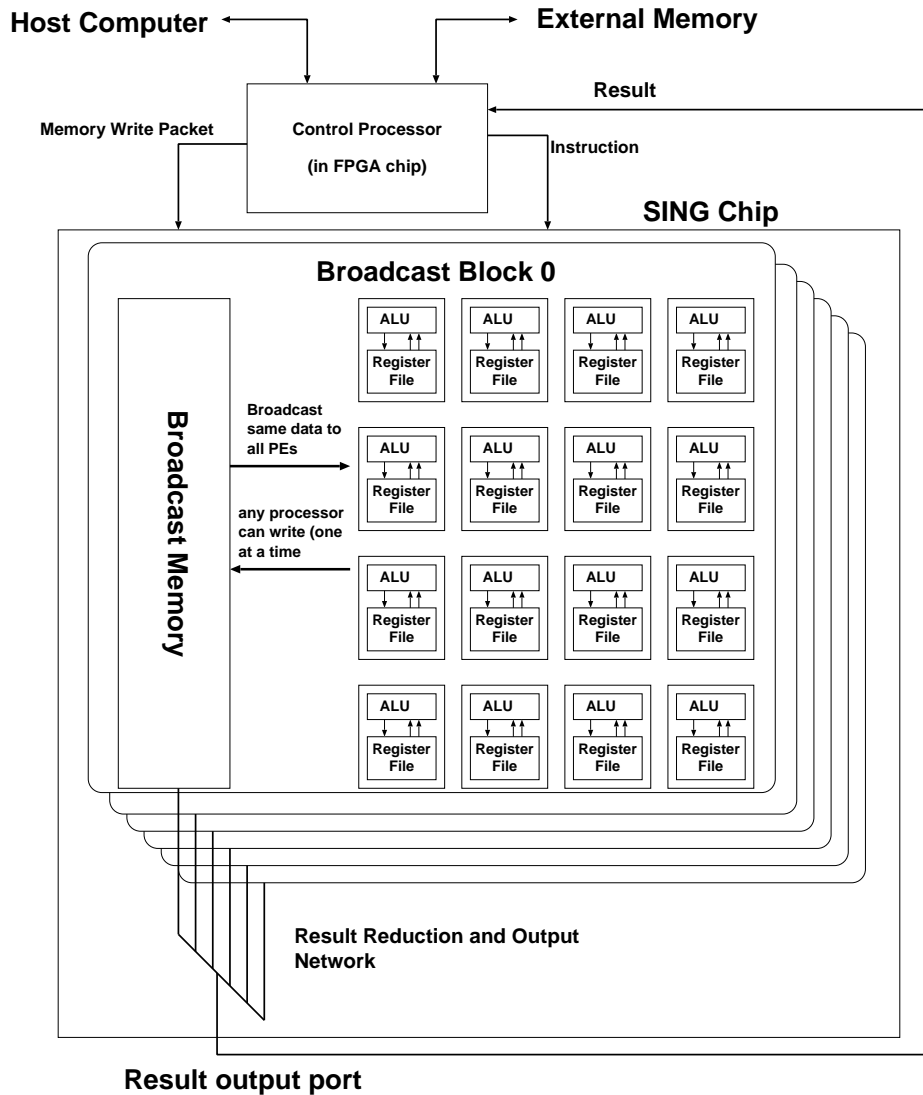 Host Computer
External Memory
Result
Memory Write Packet
Control Processor
(in FPGA chip)
Instruction
SING Chip
Broadcast Block 0
Broadcast Memory
Broadcast
same data to
all PEs
any processor
can write (one
at a time
ALU
Register
File
ALU
Register
File
ALU
Register
File
ALU
Register
File
ALU
Register
File
ALU
Register
File
ALU
Register
File
ALU
Register
File
ALU
Register
File
ALU
Register
File
ALU
Register
File
ALU
Register
File
ALU
Register
File
ALU
Register
File
ALU
Register
File
ALU
Register
File
Result Reduction and Output
Network
Result output port